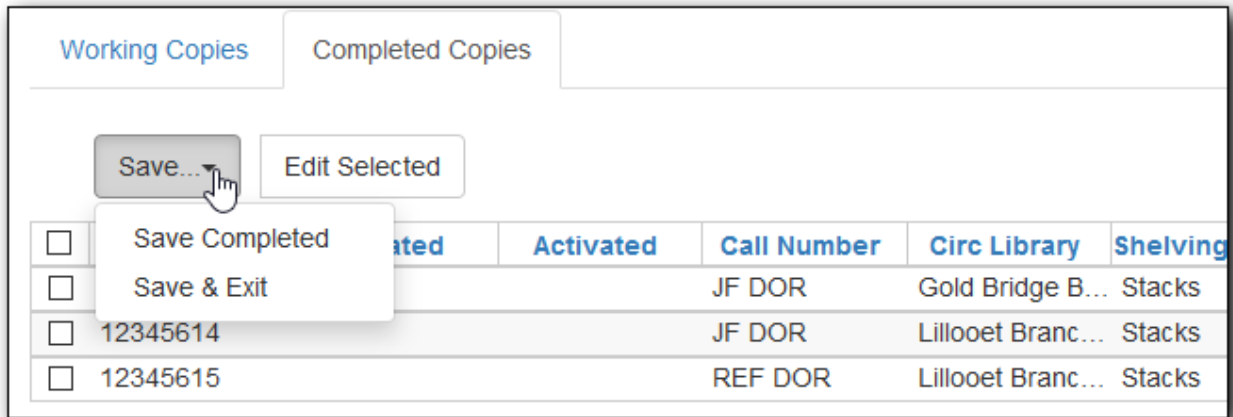 Working Copies Completed Copies
Save... Edit Selected
Save Completed
Save & Exit
ated Activated Call Number Circ Library Shelving
JF DOR Gold Bridge B... Stacks
12345614 JF DOR Lillooet Branc... Stacks
12345615 REF DOR Lillooet Branc... Stacks